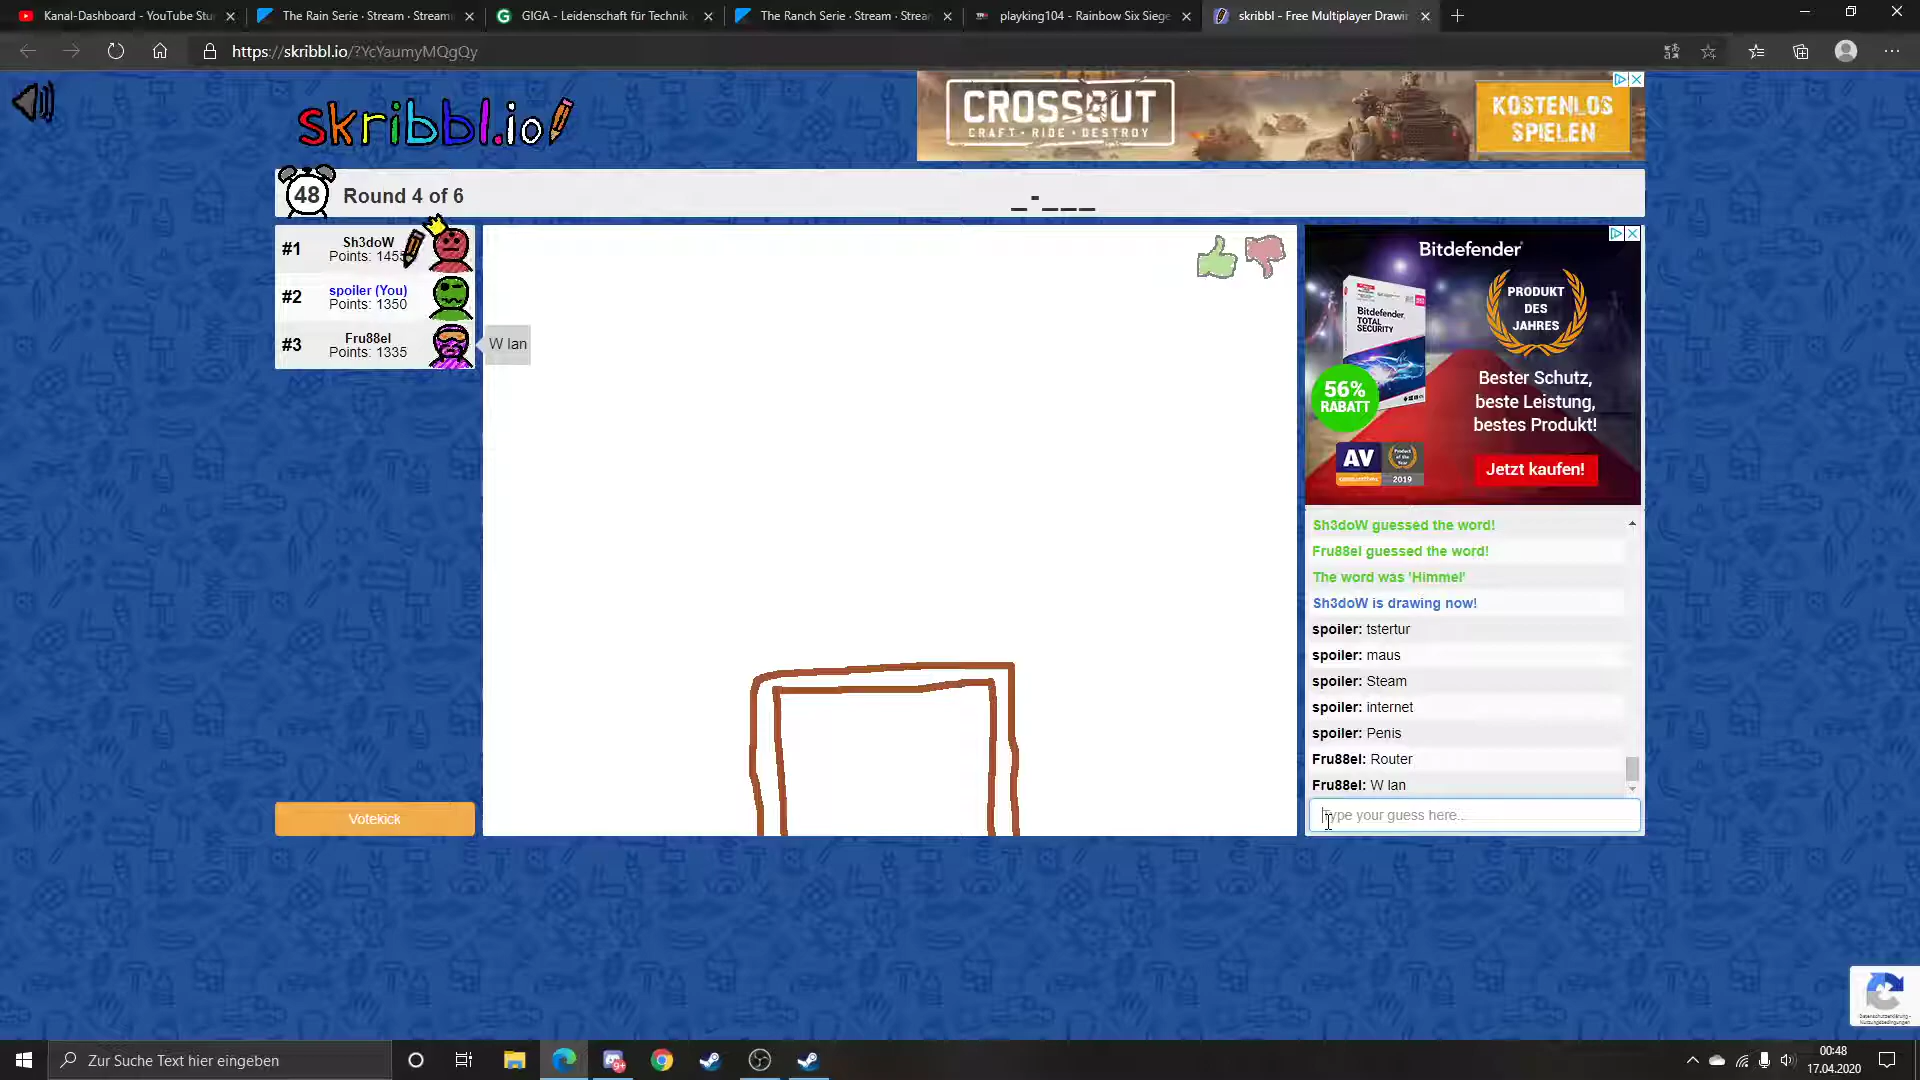 Kanal-Dashboard - YouTube Stu
The Rain Serie · Stream · Stream
GIGA - Leidenschaft für Technik
The Ranch Serie · Stream · Strea
playking104 - Rainbow Six Siege
skribbl - Free Multiplayer Drawi
https://skribbl.io/?YcYaumyMQgQy
skribbl.io
CROSSOUT
CRAFT · RIDE · DESTROY
KOSTENLOS
SPIELEN
48
Round 4 of 6
_-___
#1
Sh3doW
Points: 1455
#2
spoiler (You)
Points: 1350
#3
Fru88el
Points: 1335
W lan
Votekick
Bitdefender
PRODUKT
DES
JAHRES
Bitdefender
TOTAL
SECURITY
56%
RABATT
Bester Schutz,
beste Leistung,
bestes Produkt!
AV
2019
Jetzt kaufen!
Sh3doW guessed the word!
Fru88el guessed the word!
The word was 'Himmel'
Sh3doW is drawing now!
spoiler: tstertur
spoiler: maus
spoiler: Steam
spoiler: internet
spoiler: Penis
Fru88el: Router
Fru88el: W lan
Type your guess here...
Zur Suche Text hier eingeben
9+
00:48
17.04.2020